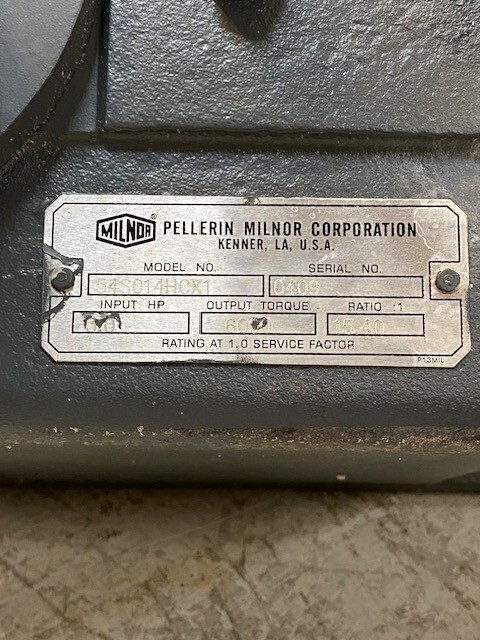 MILNOR® PELLERIN MILNOR CORPORATION
KENNER, LA, U.S.A.
MODEL NO. SERIAL NO.
54S014HCX1 0409
INPUT HP OUTPUT TORQUE RATIO :1
15.40
RATING AT 1.0 SERVICE FACTOR
P13MIL